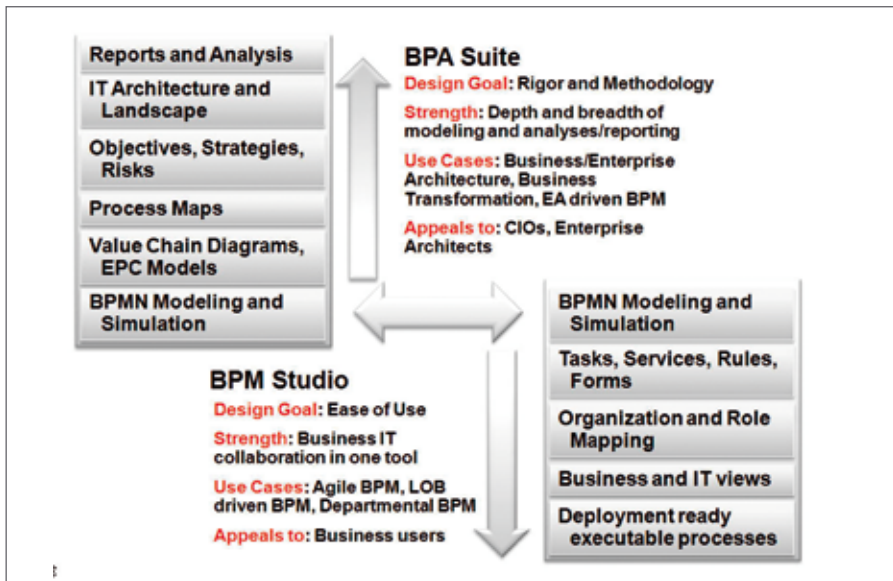 Reports and Analysis
IT Architecture and
Landscape
Objectives, Strategies,
Risks
Process Maps
Value Chain Diagrams,
EPC Models
BPMN Modeling and
Simulation
BPA Suite
Design Goal: Rigor and Methodology
Strength: Depth and breadth of
modeling and analyses/reporting
Use Cases: Business/Enterprise
Architecture, Business
Transformation, EA driven BPM
Appeals to: CIOs, Enterprise
Architects
BPM Studio
Design Goal: Ease of Use
Strength: Business IT
collaboration in one tool
Use Cases: Agile BPM, LOB
driven BPM, Departmental BPM
Appeals to: Business users
BPMN Modeling and
Simulation
Tasks, Services, Rules,
Forms
Organization and Role
Mapping
Business and IT views
Deployment ready
executable processes